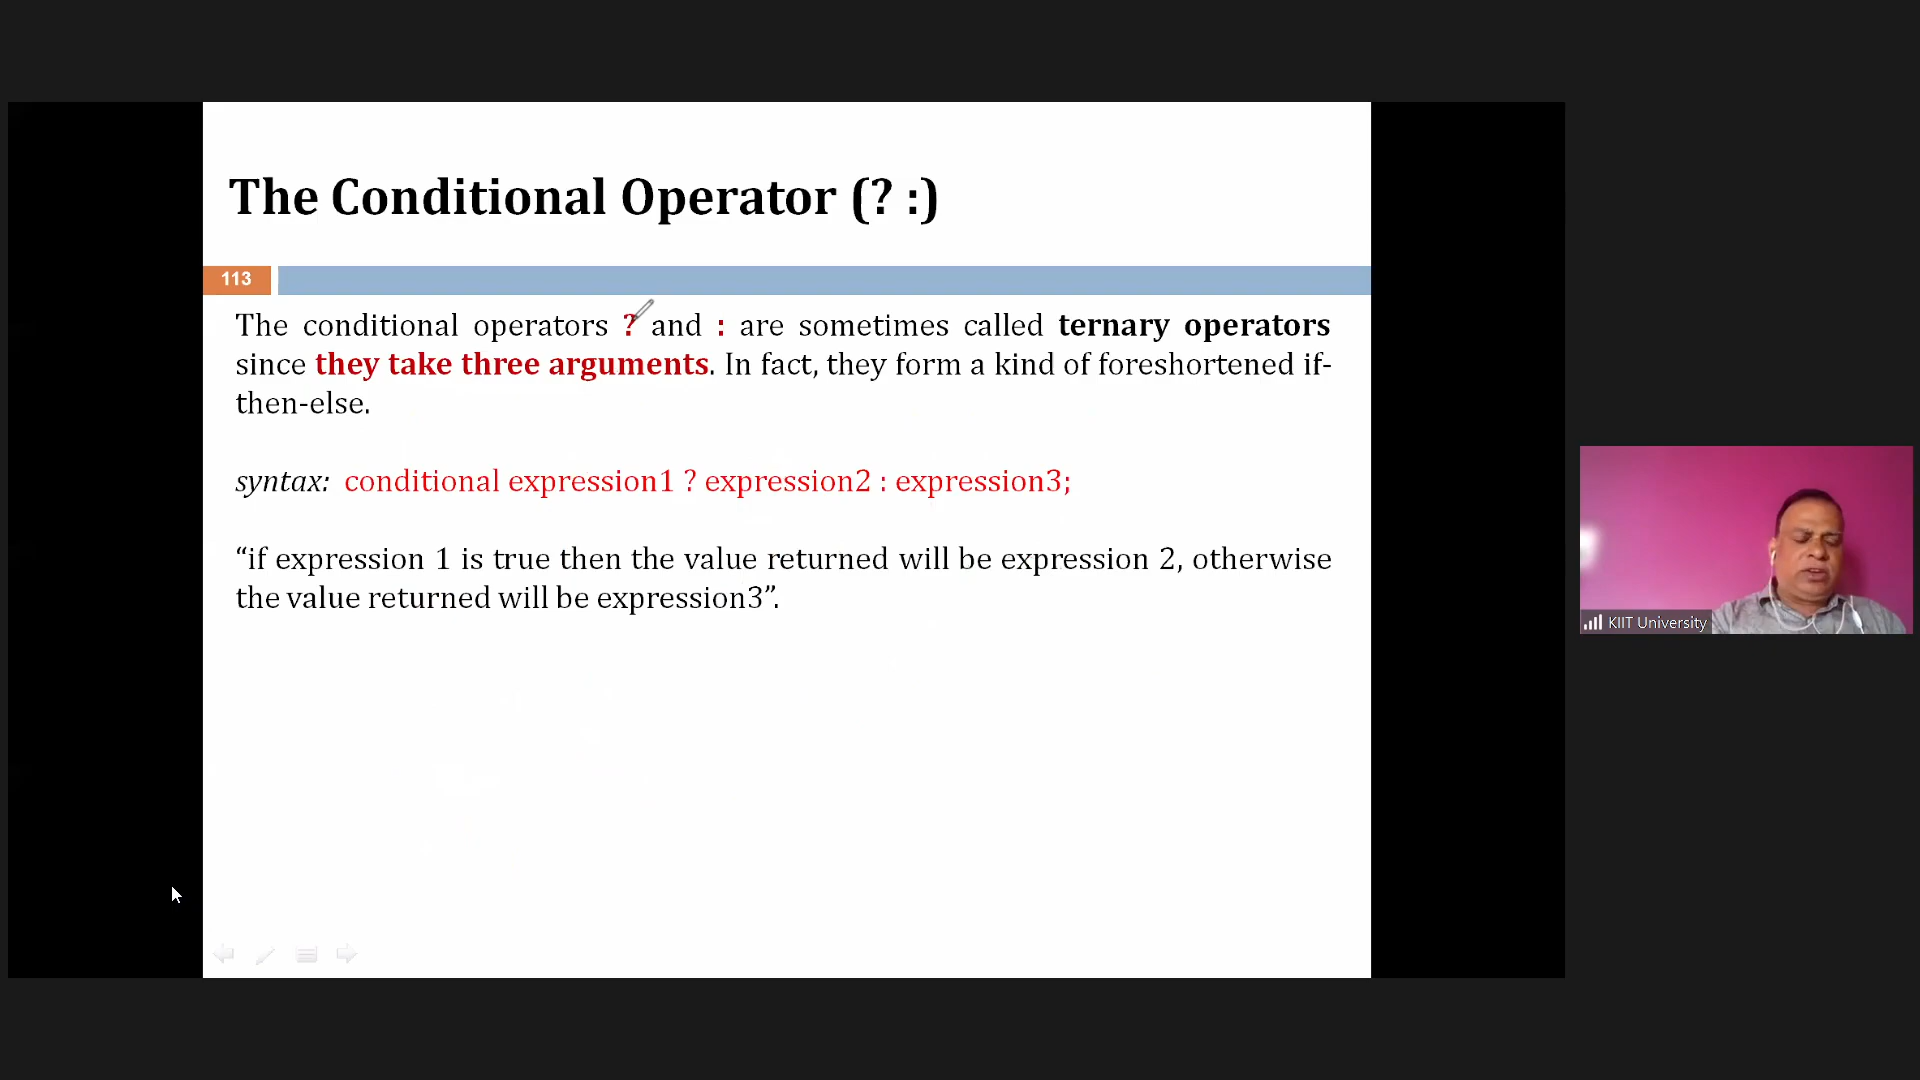 The Conditional Operator (? :)
113
The conditional operators ? and : are sometimes called ternary operators
since they take three arguments. In fact, they form a kind of foreshortened if-
then-else.
syntax: conditional expression1 ? expression2 : expression3;
“if expression 1 is true then the value returned will be expression 2, otherwise
the value returned will be expression3”.
KIIT University